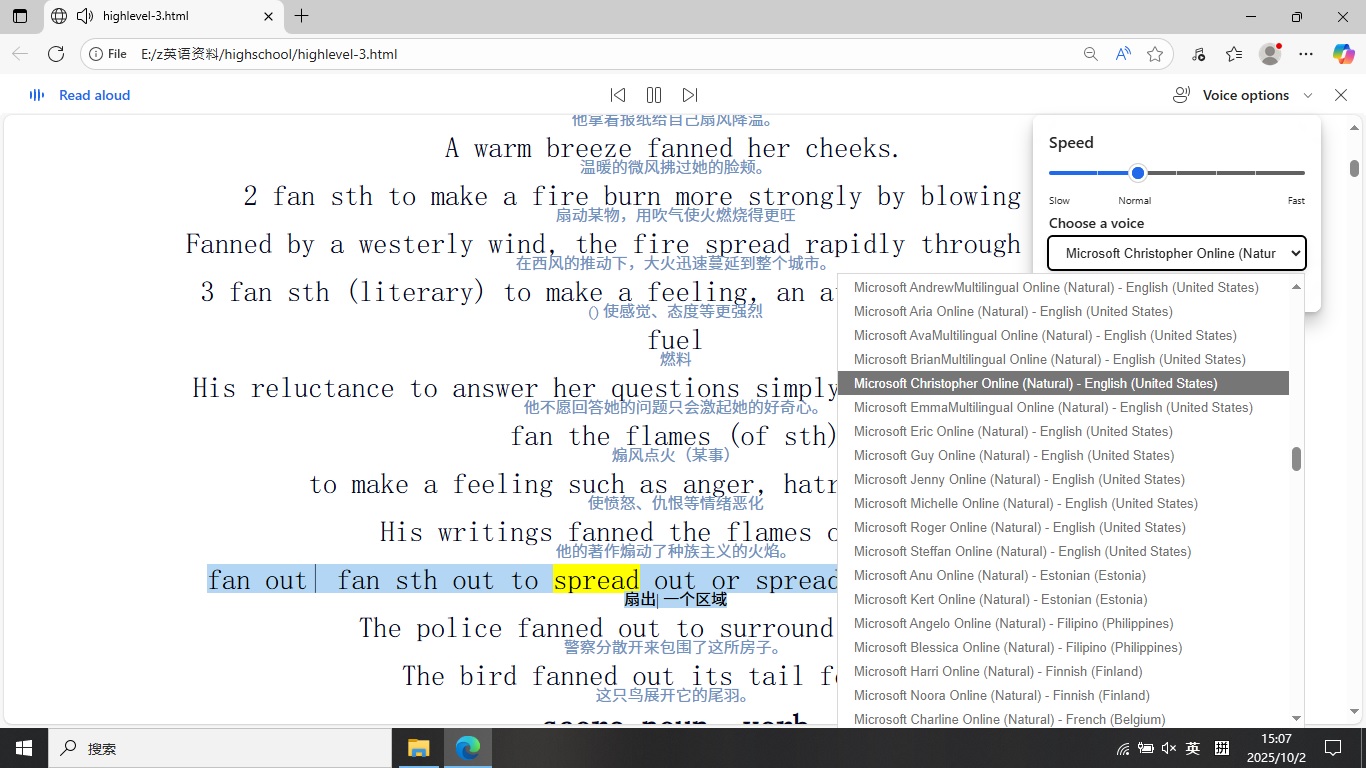 highlevel-3.html
File E:/z英语资料/highschool/highlevel-3.html
Read aloud
Voice options
他拿着报纸给自己扇风降温。
A warm breeze fanned her cheeks.
温暖的微风拂过她的脸颊。
2 fan sth to make a fire burn more strongly by blowing
扇动某物，用吹气使火燃烧得更旺
Fanned by a westerly wind, the fire spread rapidly through
在西风的推动下，大火迅速蔓延到整个城市。
3 fan sth (literary) to make a feeling, an a
() 使感觉、态度等更强烈
fuel
燃料
His reluctance to answer her questions simply
他不愿回答她的问题只会激起她的好奇心。
fan the flames (of sth)
煽风点火（某事）
to make a feeling such as anger, hatr
使愤怒、仇恨等情绪恶化
His writings fanned the flames o
他的著作煽动了种族主义的火焰。
fan out| fan sth out to spread out or spread
扇出| 一个区域
The police fanned out to surround
警察分散开来包围了这所房子。
The bird fanned out its tail fe
这只鸟展开它的尾羽。
Speed
Slow Normal Fast
Choose a voice
Microsoft Christopher Online (Natur
Microsoft AndrewMultilingual Online (Natural) - English (United States)
Microsoft Aria Online (Natural) - English (United States)
Microsoft AvaMultilingual Online (Natural) - English (United States)
Microsoft BrianMultilingual Online (Natural) - English (United States)
Microsoft Christopher Online (Natural) - English (United States)
Microsoft EmmaMultilingual Online (Natural) - English (United States)
Microsoft Eric Online (Natural) - English (United States)
Microsoft Guy Online (Natural) - English (United States)
Microsoft Jenny Online (Natural) - English (United States)
Microsoft Michelle Online (Natural) - English (United States)
Microsoft Roger Online (Natural) - English (United States)
Microsoft Steffan Online (Natural) - English (United States)
Microsoft Anu Online (Natural) - Estonian (Estonia)
Microsoft Kert Online (Natural) - Estonian (Estonia)
Microsoft Angelo Online (Natural) - Filipino (Philippines)
Microsoft Blessica Online (Natural) - Filipino (Philippines)
Microsoft Harri Online (Natural) - Finnish (Finland)
Microsoft Noora Online (Natural) - Finnish (Finland)
Microsoft Charline Online (Natural) - French (Belgium)
搜索
英
拼
15:07
2025/10/2